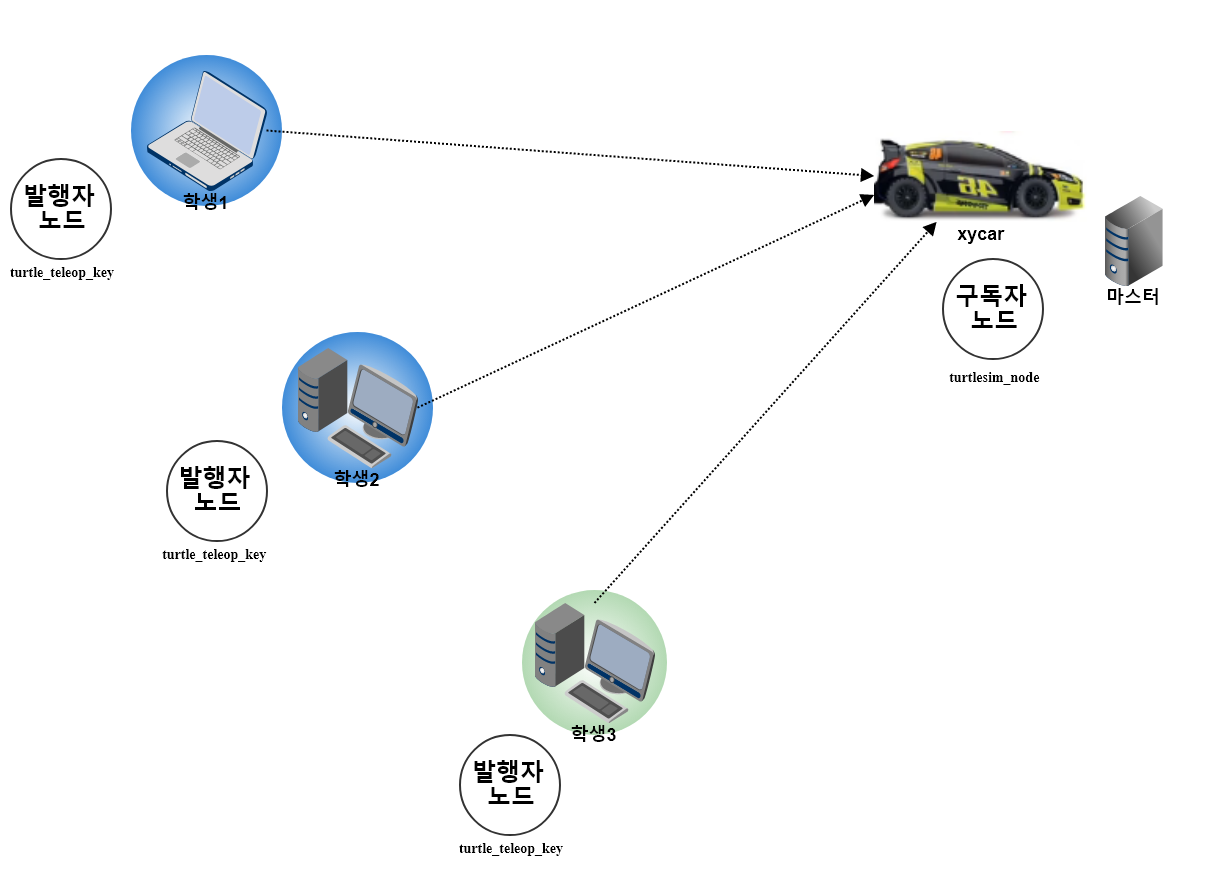 학생1
발행자
노드
turtle_teleop_key
xycar
마스터
구독자
노드
turtlesim_node
학생2
발행자
노드
turtle_teleop_key
학생3
발행자
노드
turtle_teleop_key
46